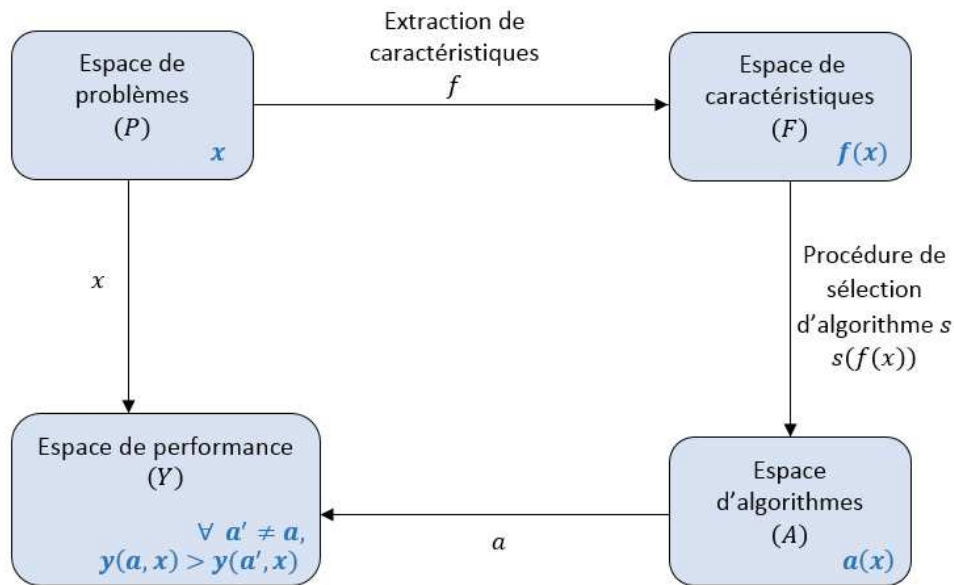 Espace de
problèmes
(P)
x
Extraction de
caractéristiques
f
Espace de
caractéristiques
(F)
f(x)
x
Procédure de
sélection
d'algorithme s
s(f(x))
Espace de performance
(Y)
∀ a' ≠ a,
y(a, x) > y(a', x)
a
Espace
d'algorithmes
(A)
a(x)